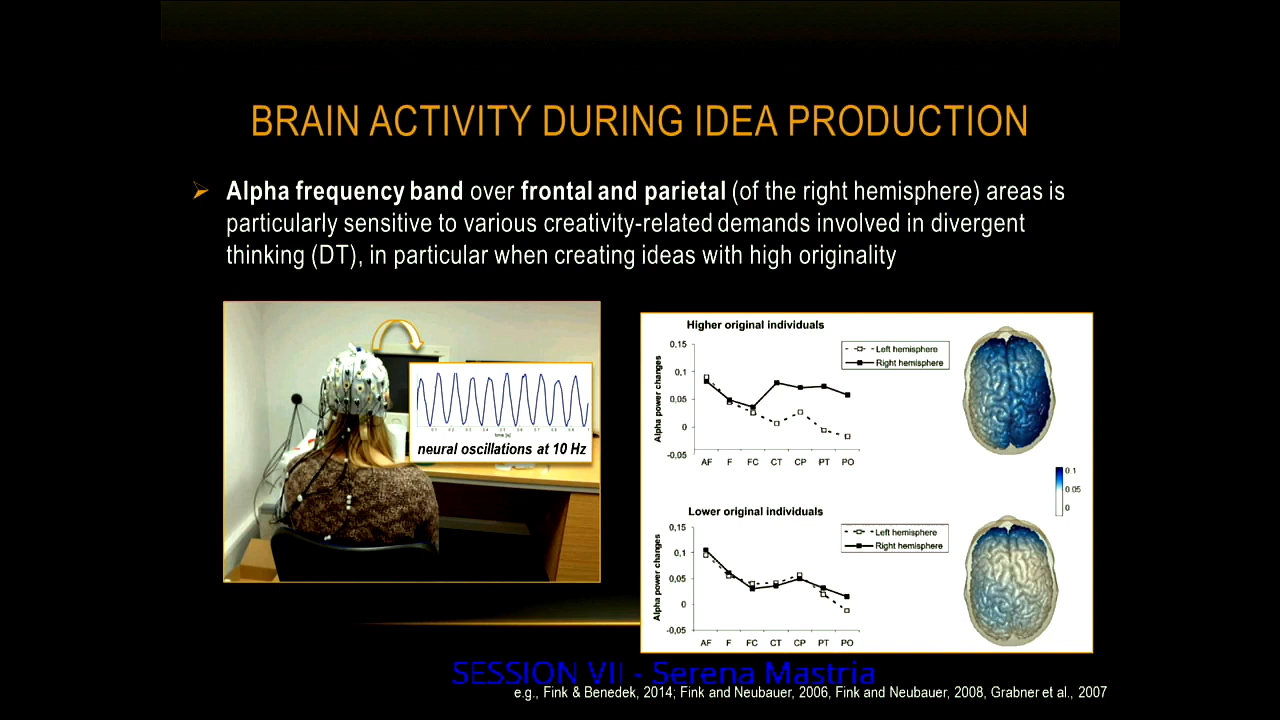 BRAIN ACTIVITY DURING IDEA PRODUCTION
Alpha frequency band over frontal and parietal (of the right hemisphere) areas is
particularly sensitive to various creativity-related demands involved in divergent
thinking (DT), in particular when creating ideas with high originality
neural oscillations at 10 Hz
time [s]
Higher original individuals
Alpha power changes
0,15
0,1
0,05
0
-0,05
AF F FC CT CP PT PO
Left hemisphere
Right hemisphere
0.1
0.05
0
Lower original individuals
Alpha power changes
0,15
0,1
0,05
0
-0,05
AF F FC CT CP PT PO
Left hemisphere
Right hemisphere
SESSION VII - Serena Mastria
e.g., Fink & Benedek, 2014; Fink and Neubauer, 2006, Fink and Neubauer, 2008, Grabner et al., 2007